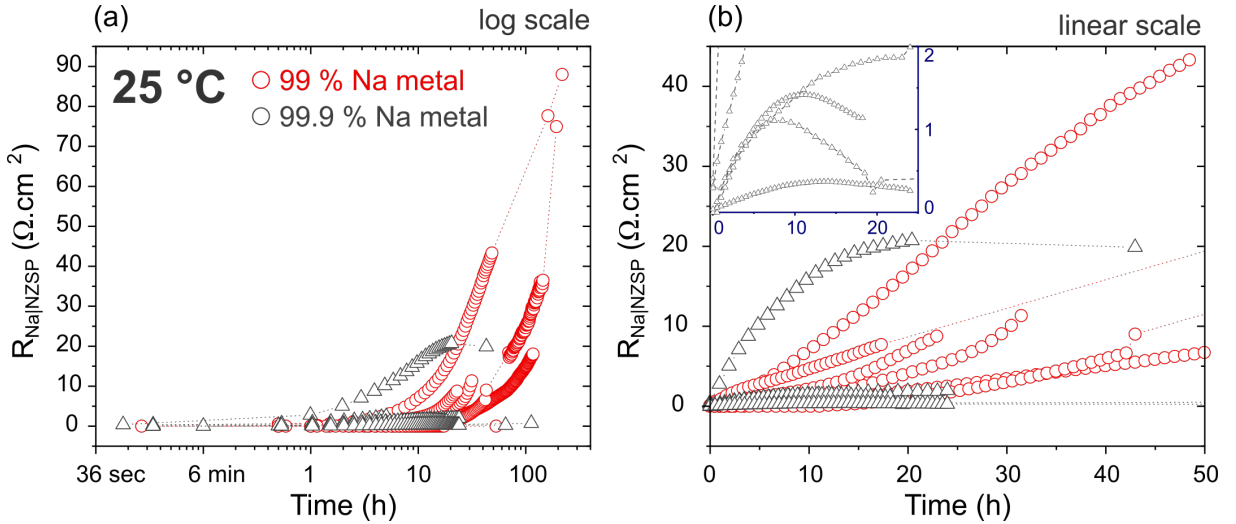 (a)
log scale
25 °C
99 % Na metal
99.9 % Na metal
R Na|NZSP (Ω.cm ²)
90
80
70
60
50
40
30
20
10
0
36 sec 6 min 1 10 100
Time (h)
(b)
linear scale
R Na|NZSP (Ω.cm ²)
40
30
20
10
0
2
1
0
0 10 20
0 10 20 30 40 50
Time (h)